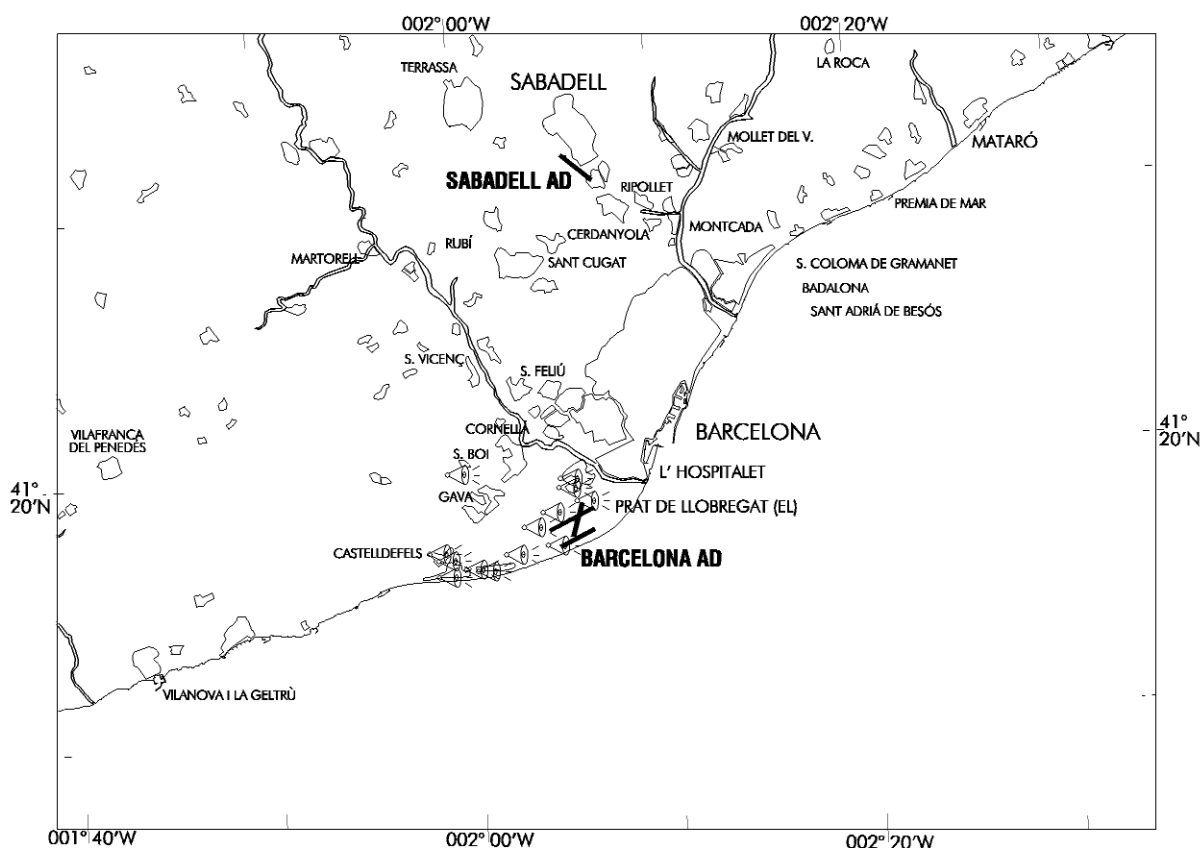 002° 00'W
002° 20'W
LA ROCA
TERRASSA
SABADELL
MOLLET DEL V.
MATARÓ
SABADELL AD
RIPOLLET
PREMIA DE MAR
MONTCADA
CERDANYOLA
RUBÍ
MARTORELL
SANT CUGAT
S. COLOMA DE GRAMANET
BADALONA
SANT ADRIÁ DE BESÓS
S. VICENÇ
S. FELIÚ
CORNELLÁ
BARCELONA
41°
20'N
VILAFRANCA
DEL PENEDÉS
S. BOI
L' HOSPITALET
GAVA
41°
20'N
PRAT DE LLOBREGAT (EL)
CASTELLDEFELS
BARCELONA AD
VILANOVA I LA GELTRÙ
001° 40'W
002° 00'W
002° 20'W